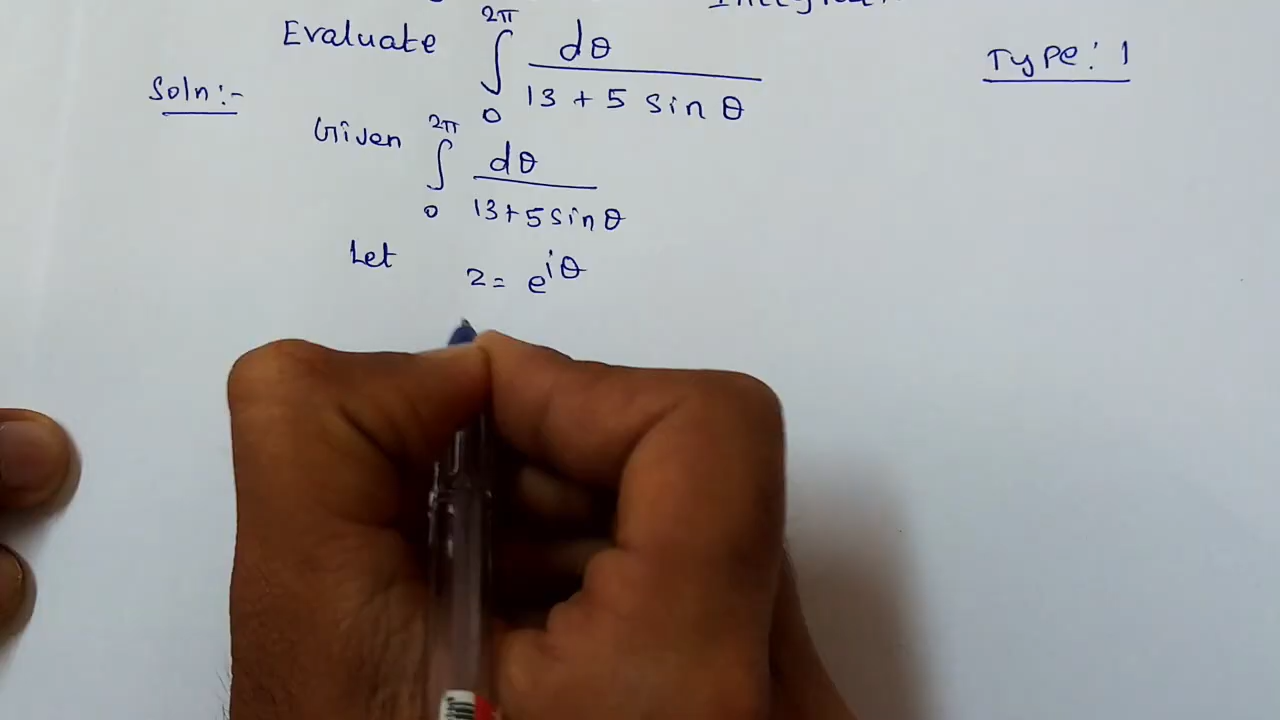 Evaluate ∫₀^2π dθ / 13 + 5 sin θ
Type: 1
Soln:-
Given ∫₀^2π dθ / 13+5sinθ
Let z = e^iθ